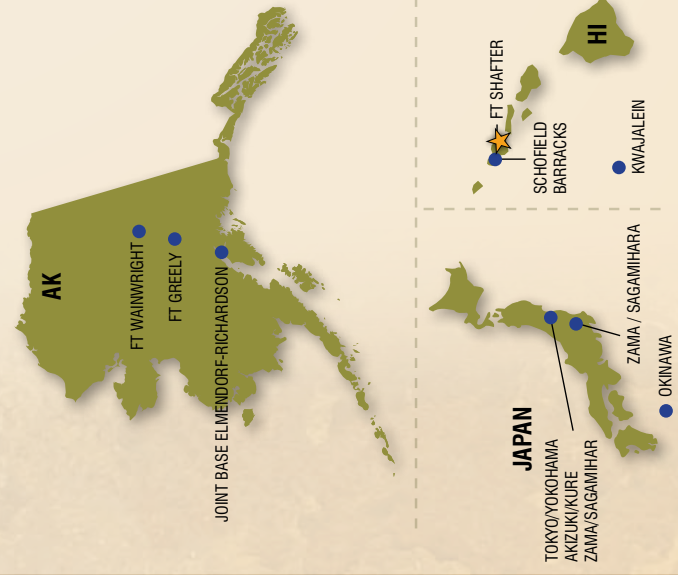 AK
FT WAINWRIGHT
FT GREELY
JOINT BASE ELMENDORF-RICHARDSON
JAPAN
TOKYO/YOKOHAMA
AKIZUKI/KURE
ZAMA/SAGAMIHAR
ZAMA / SAGAMIHARA
OKINAWA
FT SHAFTER
SCHOFIELD
BARRACKS
HI
KWAJALEIN